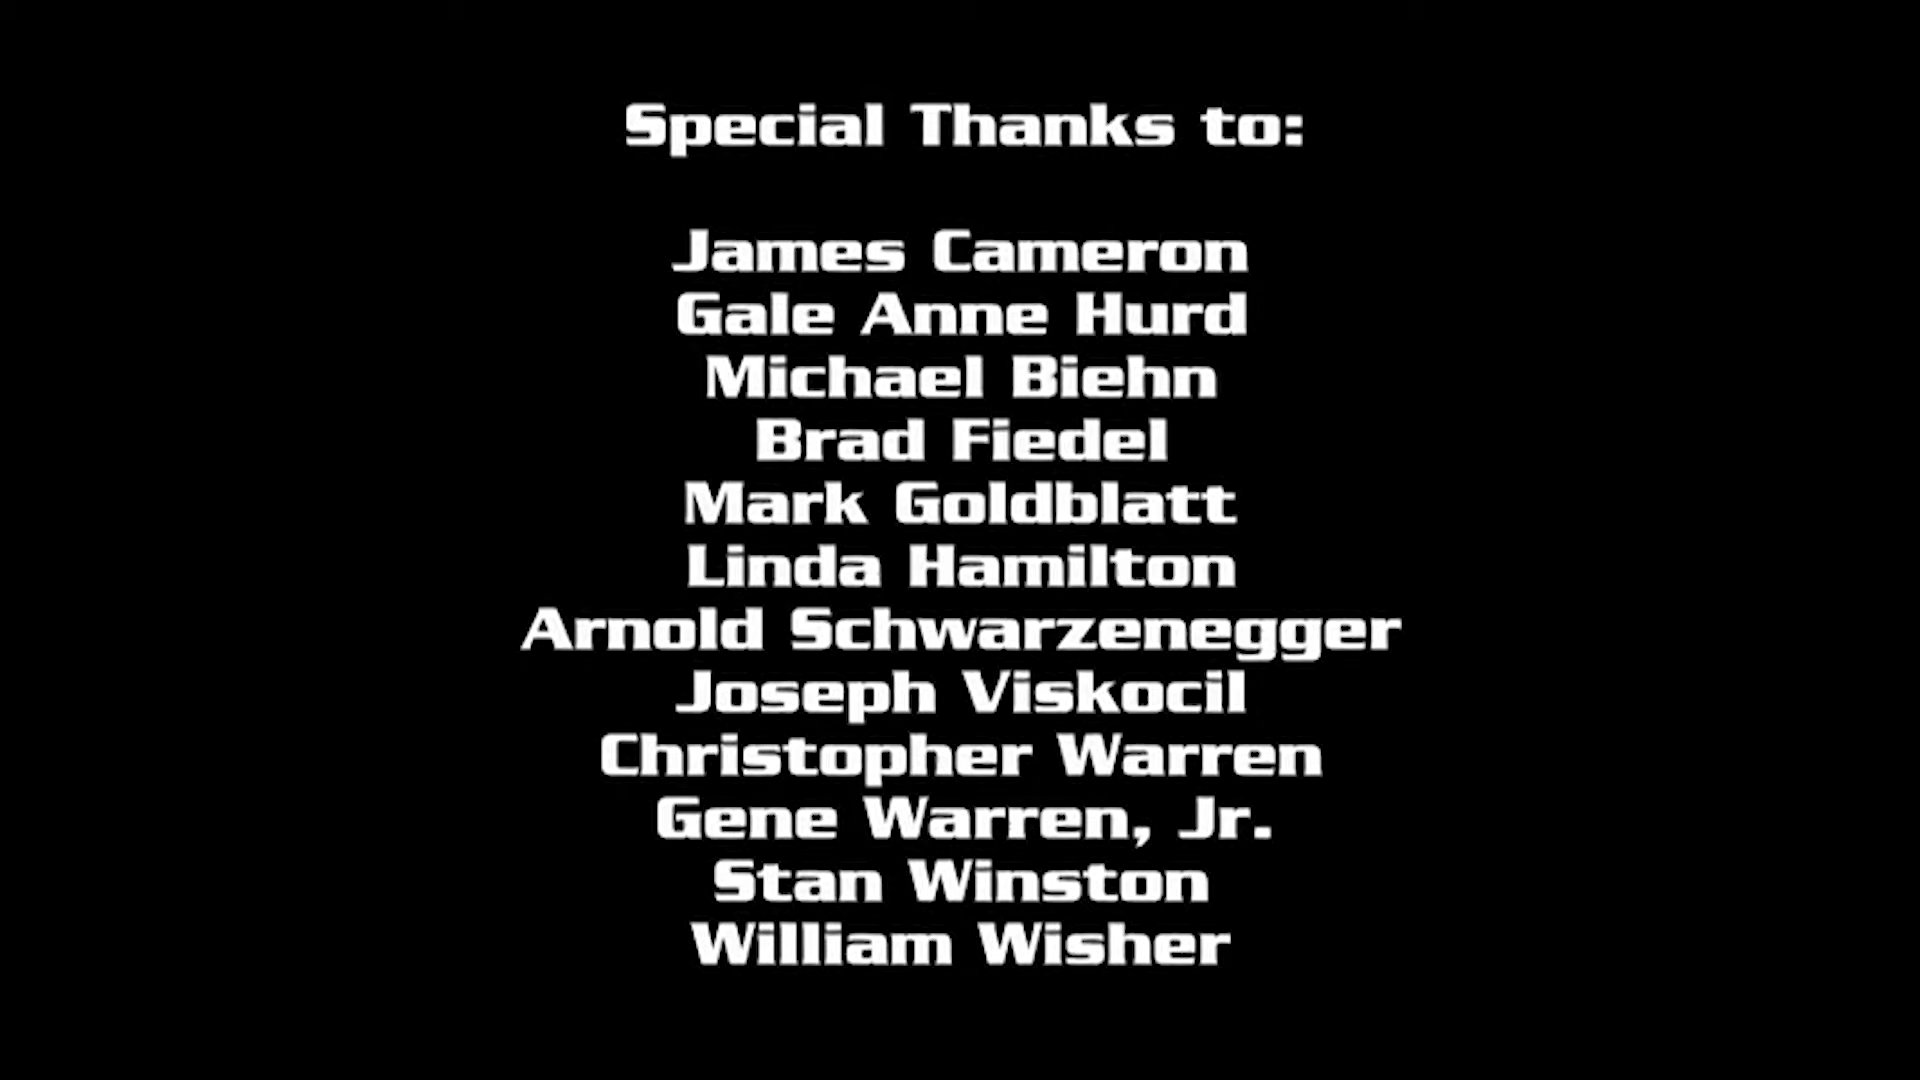 Special Thanks to:
James Cameron
Gale Anne Hurd
Michael Biehn
Brad Fiedel
Mark Goldblatt
Linda Hamilton
Arnold Schwarzenegger
Joseph Viskocil
Christopher Warren
Gene Warren, Jr.
Stan Winston
William Wisher